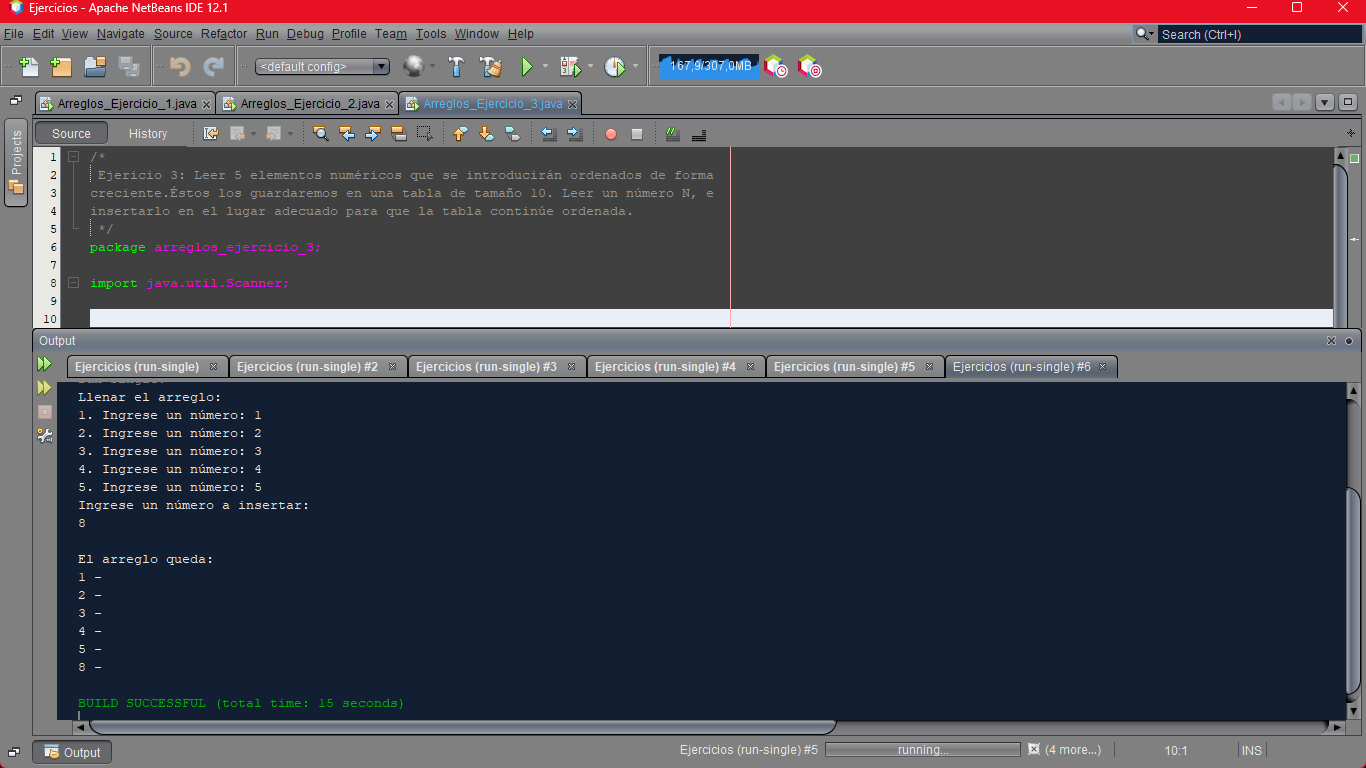 Ejercicios - Apache NetBeans IDE 12.1
File Edit View Navigate Source Refactor Run Debug Profile Team Tools Window Help
Search (Ctrl+I)
<default config>
167,9/307,0MB
Arreglos_Ejercicio_1.java Arreglos_Ejercicio_2.java Arreglos_Ejercicio_3.java
Projects
Source History
1 /*
2 Ejericio 3: Leer 5 elementos numéricos que se introducirán ordenados de forma
3 creciente.Éstos los guardaremos en una tabla de tamaño 10. Leer un número N, e
4 insertarlo en el lugar adecuado para que la tabla continúe ordenada.
5 */
6 package arreglos_ejercicio_3;
7
8 import java.util.Scanner;
9
10
Output
Ejercicios (run-single) Ejercicios (run-single) #2 Ejercicios (run-single) #3 Ejercicios (run-single) #4 Ejercicios (run-single) #5 Ejercicios (run-single) #6
run-single:
Llenar el arreglo:
1. Ingrese un número: 1
2. Ingrese un número: 2
3. Ingrese un número: 3
4. Ingrese un número: 4
5. Ingrese un número: 5
Ingrese un número a insertar:
8
El arreglo queda:
1 -
2 -
3 -
4 -
5 -
8 -
BUILD SUCCESSFUL (total time: 15 seconds)
Output
Ejercicios (run-single) #5 running... (4 more...) 10:1 INS